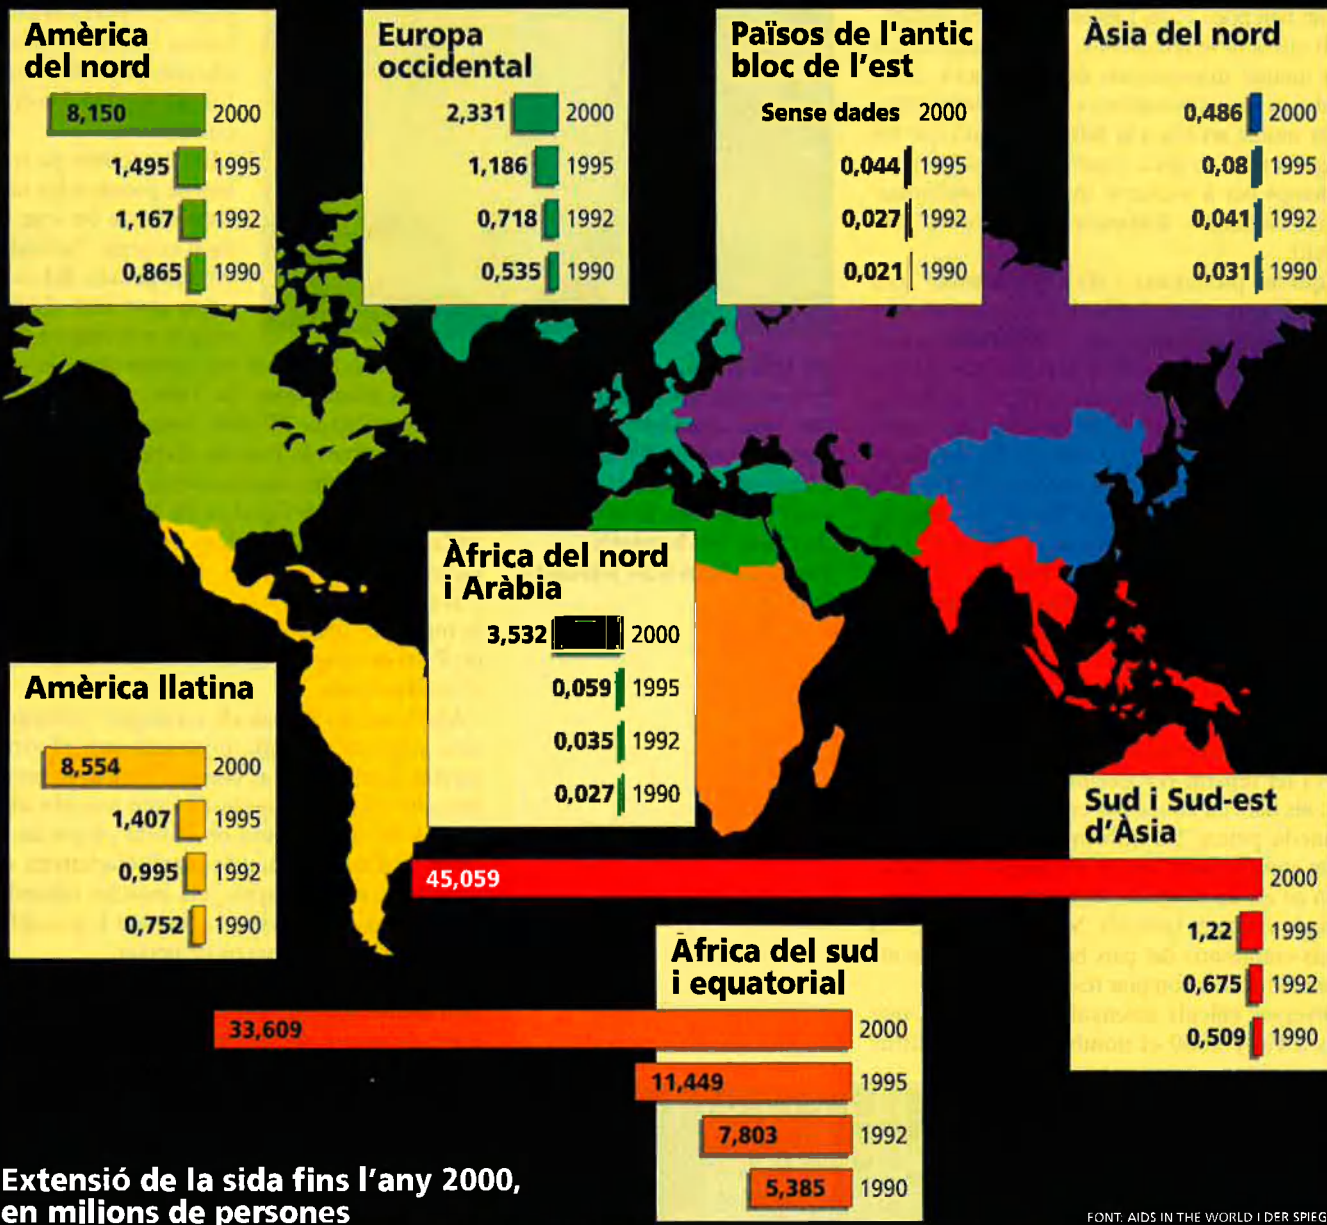 Amèrica
del nord
8,150 2000
1,495 1995
1,167 1992
0,865 1990
Europa
occidental
2,331 2000
1,186 1995
0,718 1992
0,535 1990
Països de l'antic
bloc de l'est
Sense dades 2000
0,044 1995
0,027 1992
0,021 1990
Àsia del nord
0,486 2000
0,08 1995
0,041 1992
0,031 1990
Àfrica del nord
i Aràbia
3,532 2000
0,059 1995
0,035 1992
0,027 1990
Amèrica llatina
8,554 2000
1,407 1995
0,995 1992
0,752 1990
Sud i Sud-est
d'Àsia
45,059 2000
1,22 1995
0,675 1992
0,509 1990
Àfrica del sud
i equatorial
33,609 2000
11,449 1995
7,803 1992
5,385 1990
Extensió de la sida fins l'any 2000,
en milions de persones
FONT: AIDS IN THE WORLD I DER SPIEG